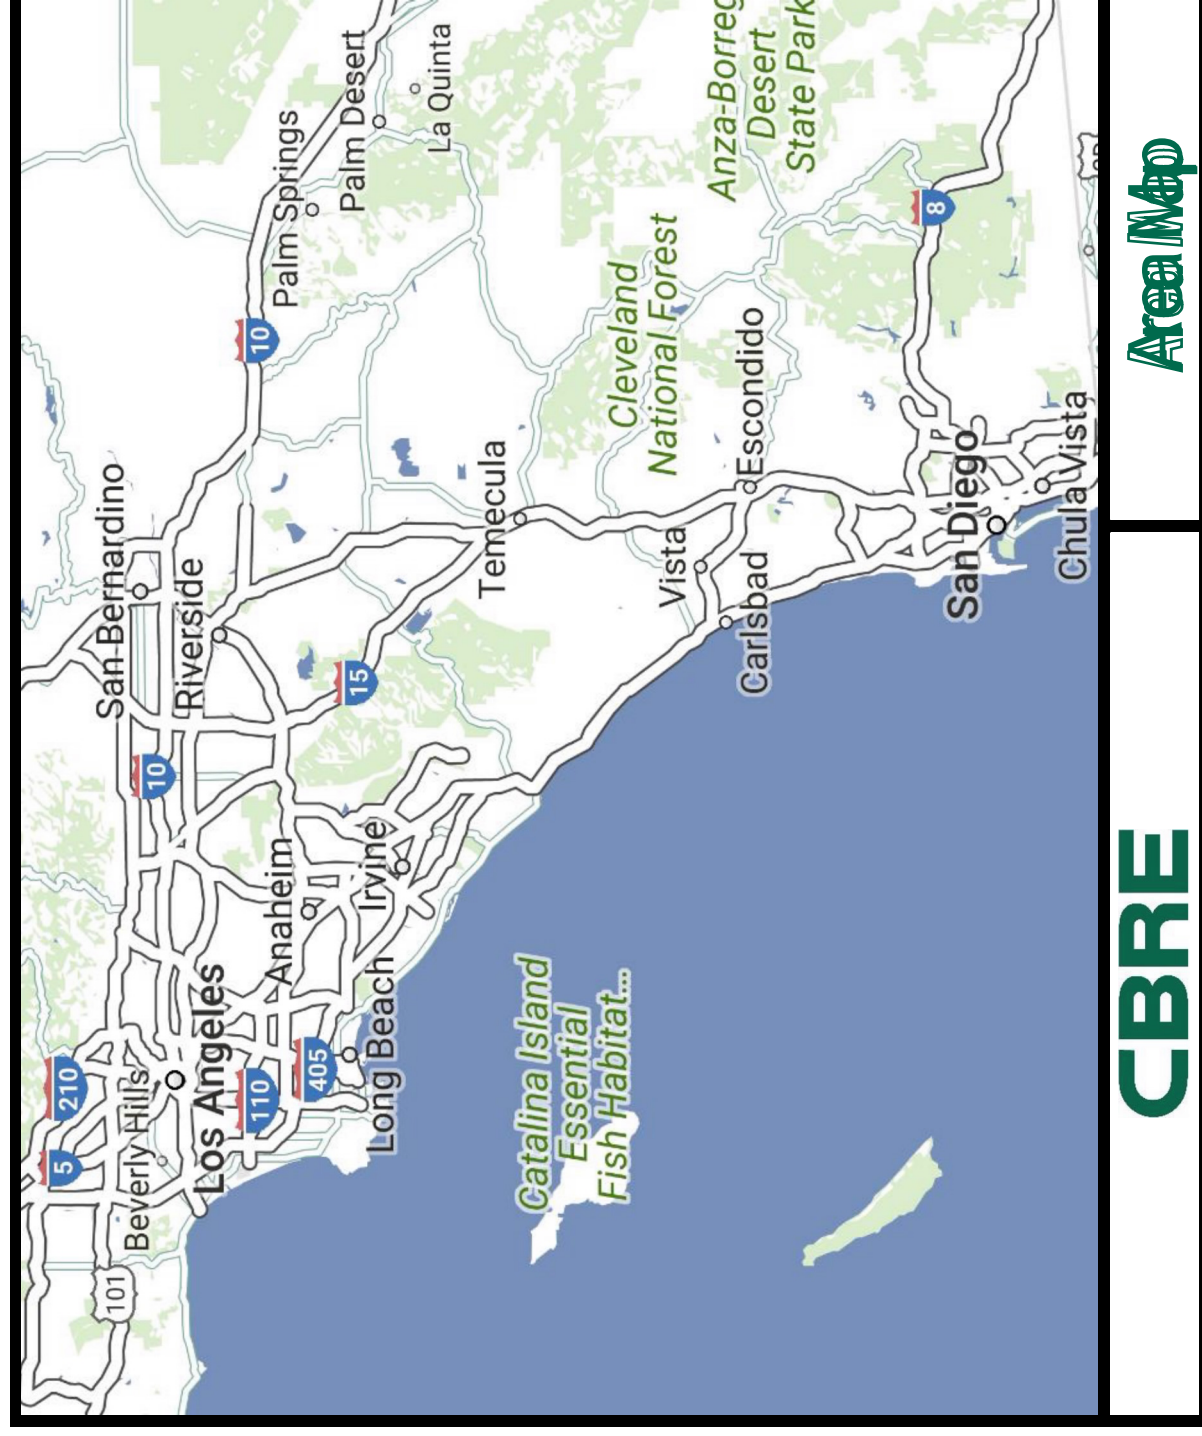 210
5
101
Beverly Hills
Los Angeles
110
405
Long Beach
Anaheim
Irvine
10
San Bernardino
Riverside
15
10
Palm Springs
Palm Desert
La Quinta
Temecula
Cleveland
National Forest
Anza-Borreg
Desert
State Park
Vista
Carlsbad
Escondido
8
San Diego
Chula Vista
Catalina Island
Essential
Fish Habitat...
CBRE
Area Map